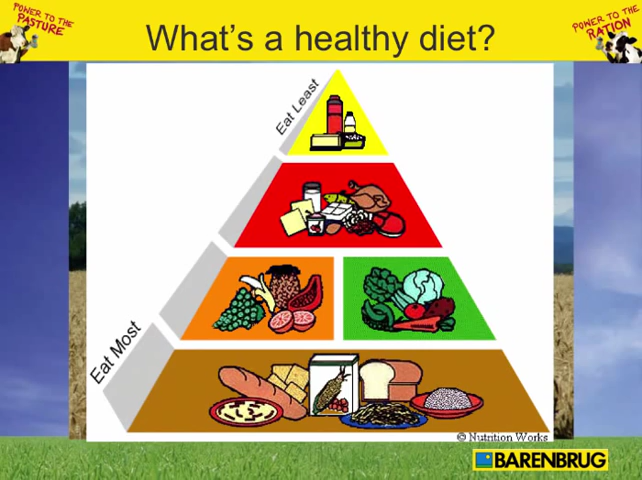 POWER TO THE
PASTURE
What's a healthy diet?
POWER TO THE
RATION
Eat Least
Eat Most
© Nutrition Works
BARENBRUG